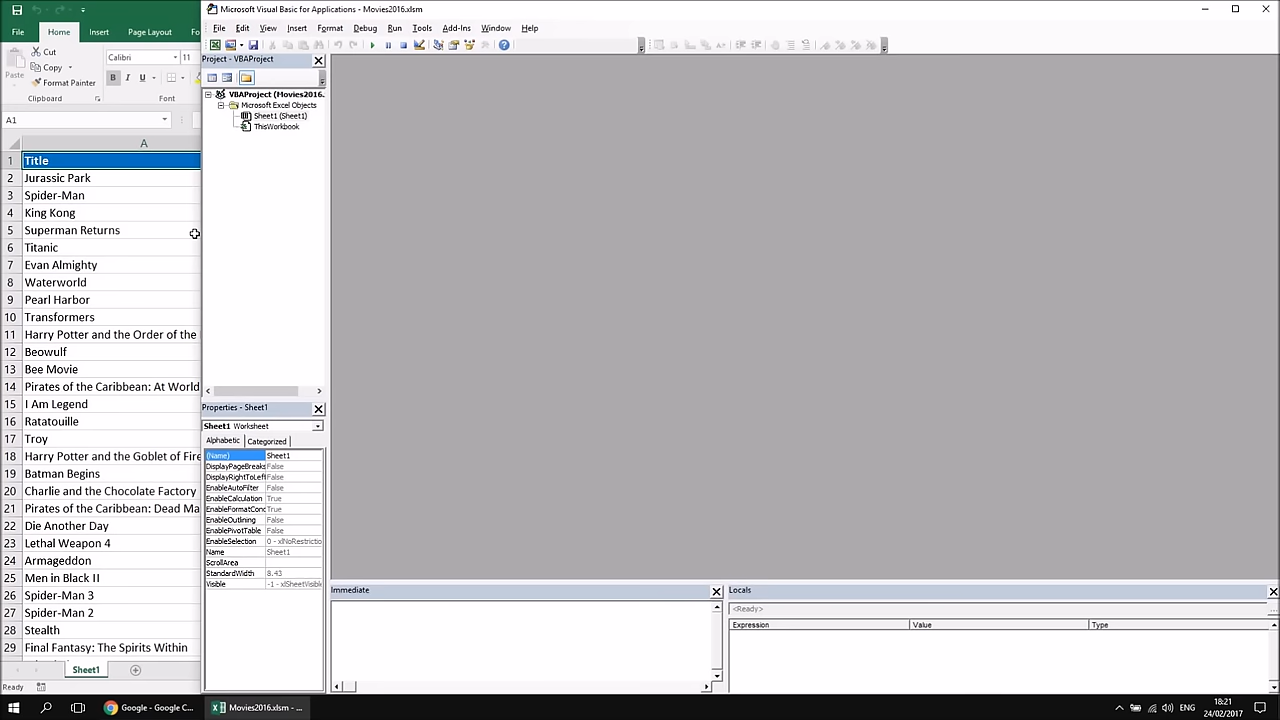 Microsoft Visual Basic for Applications - Movies2016.xlsm
File Edit View Insert Format Debug Run Tools Add-Ins Window Help
File Home Insert Page Layout Fo
Cut
Copy
Format Painter
Paste
Clipboard
Calibri 11
B I U
Font
A1
A
1 Title
2 Jurassic Park
3 Spider-Man
4 King Kong
5 Superman Returns
6 Titanic
7 Evan Almighty
8 Waterworld
9 Pearl Harbor
10 Transformers
11 Harry Potter and the Order of the
12 Beowulf
13 Bee Movie
14 Pirates of the Caribbean: At World
15 I Am Legend
16 Ratatouille
17 Troy
18 Harry Potter and the Goblet of Fire
19 Batman Begins
20 Charlie and the Chocolate Factory
21 Pirates of the Caribbean: Dead Ma
22 Die Another Day
23 Lethal Weapon 4
24 Armageddon
25 Men in Black II
26 Spider-Man 3
27 Spider-Man 2
28 Stealth
29 Final Fantasy: The Spirits Within
Sheet1
Ready
Project - VBAProject
VBAProject (Movies2016.
Microsoft Excel Objects
Sheet1 (Sheet1)
ThisWorkbook
Properties - Sheet1
Sheet1 Worksheet
Alphabetic Categorized
(Name) Sheet1
DisplayPageBreaks False
DisplayRightToLeft False
EnableAutoFilter False
EnableCalculation True
EnableFormatCond True
EnableOutlining False
EnablePivotTable False
EnableSelection 0 - xlNoRestrictio
Name Sheet1
ScrollArea
StandardWidth 8.43
Visible -1 - xlSheetVisibl
Immediate
Locals
<Ready>
Expression Value Type
Google - Google C...
Movies2016.xlsm - ...
ENG
18:21
24/02/2017